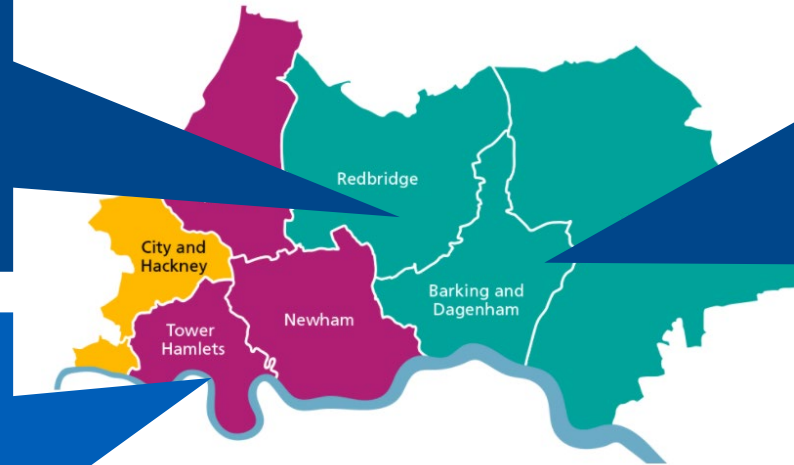 Redbridge
City and
Hackney
Barking and
Dagenham
Newham
Tower
Hamlets